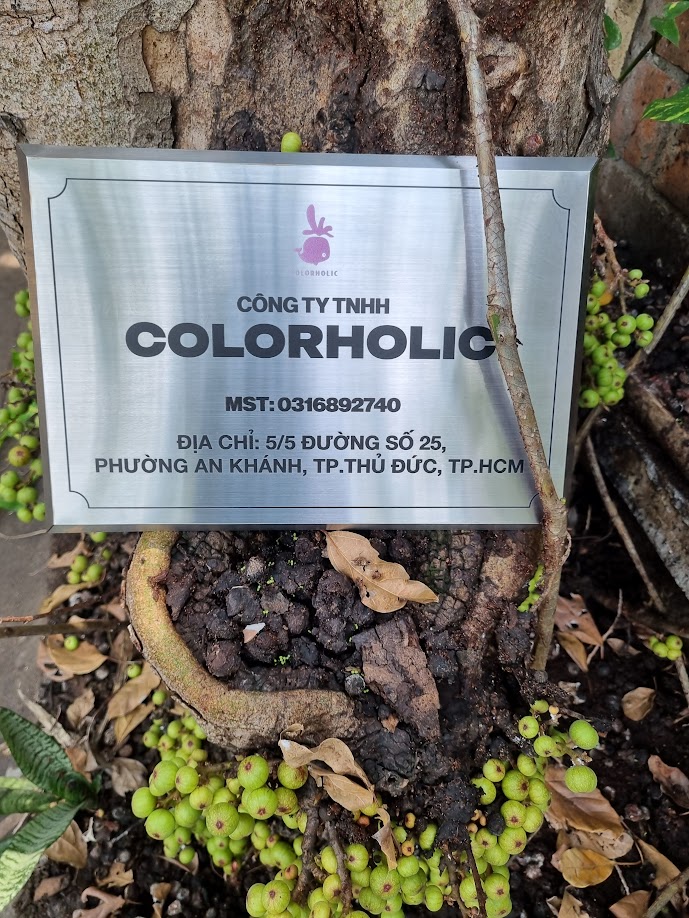 COLORHOLIC
CÔNG TY TNHH
COLORHOLIC
MST: 0316892740
ĐỊA CHỈ: 5/5 ĐƯỜNG SỐ 25,
PHƯỜNG AN KHÁNH, TP.THỦ ĐỨC, TP.HCM